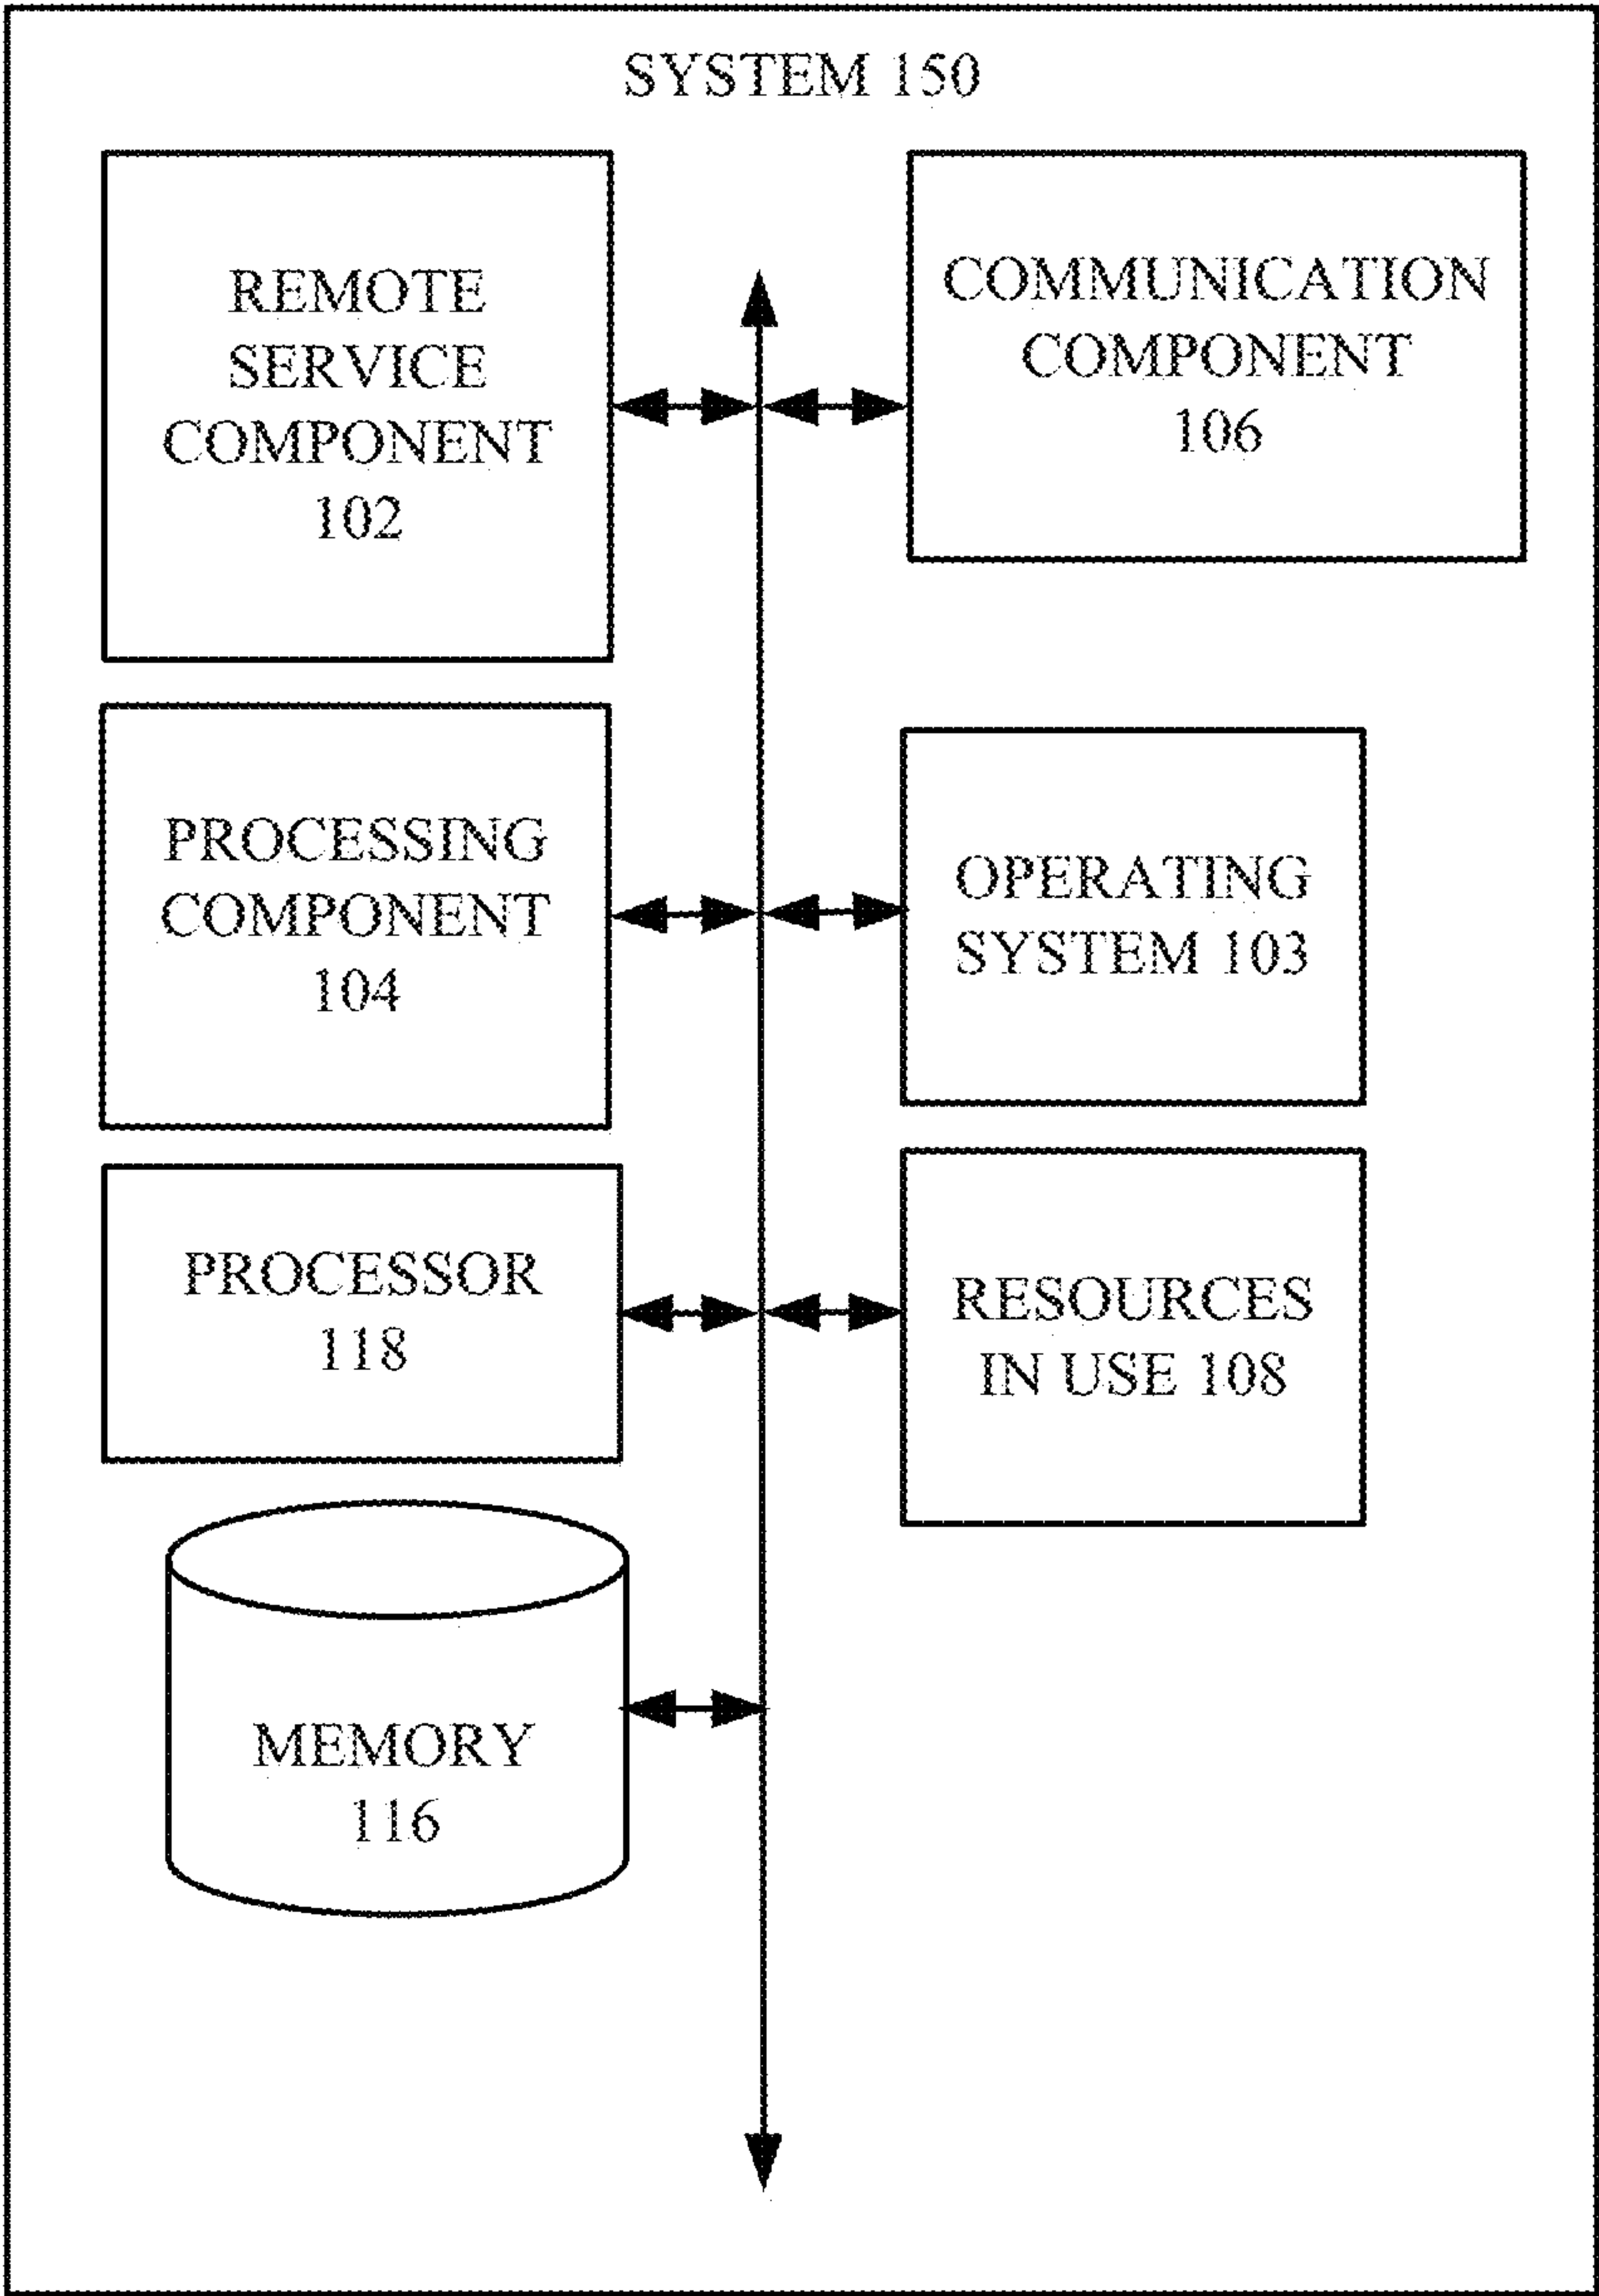 SYSTEM 150
REMOTE
SERVICE
COMPONENT
102
COMMUNICATION
COMPONENT
106
PROCESSING
COMPONENT
104
OPERATING
SYSTEM 103
PROCESSOR
118
RESOURCES
IN USE 108
MEMORY
116